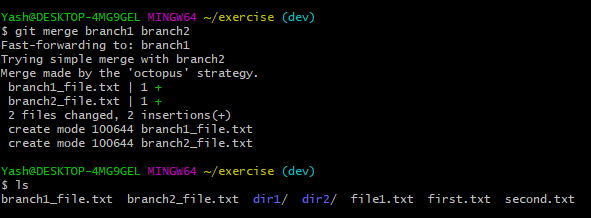 Yash@DESKTOP-4MG9GEL MINGW64 ~/exercise (dev)
$ git merge branch1 branch2
Fast-forwarding to: branch1
Trying simple merge with branch2
Merge made by the 'octopus' strategy.
 branch1_file.txt | 1 +
 branch2_file.txt | 1 +
 2 files changed, 2 insertions(+)
 create mode 100644 branch1_file.txt
 create mode 100644 branch2_file.txt
Yash@DESKTOP-4MG9GEL MINGW64 ~/exercise (dev)
$ ls
branch1_file.txt  branch2_file.txt  dir1/  dir2/  file1.txt  first.txt  second.txt